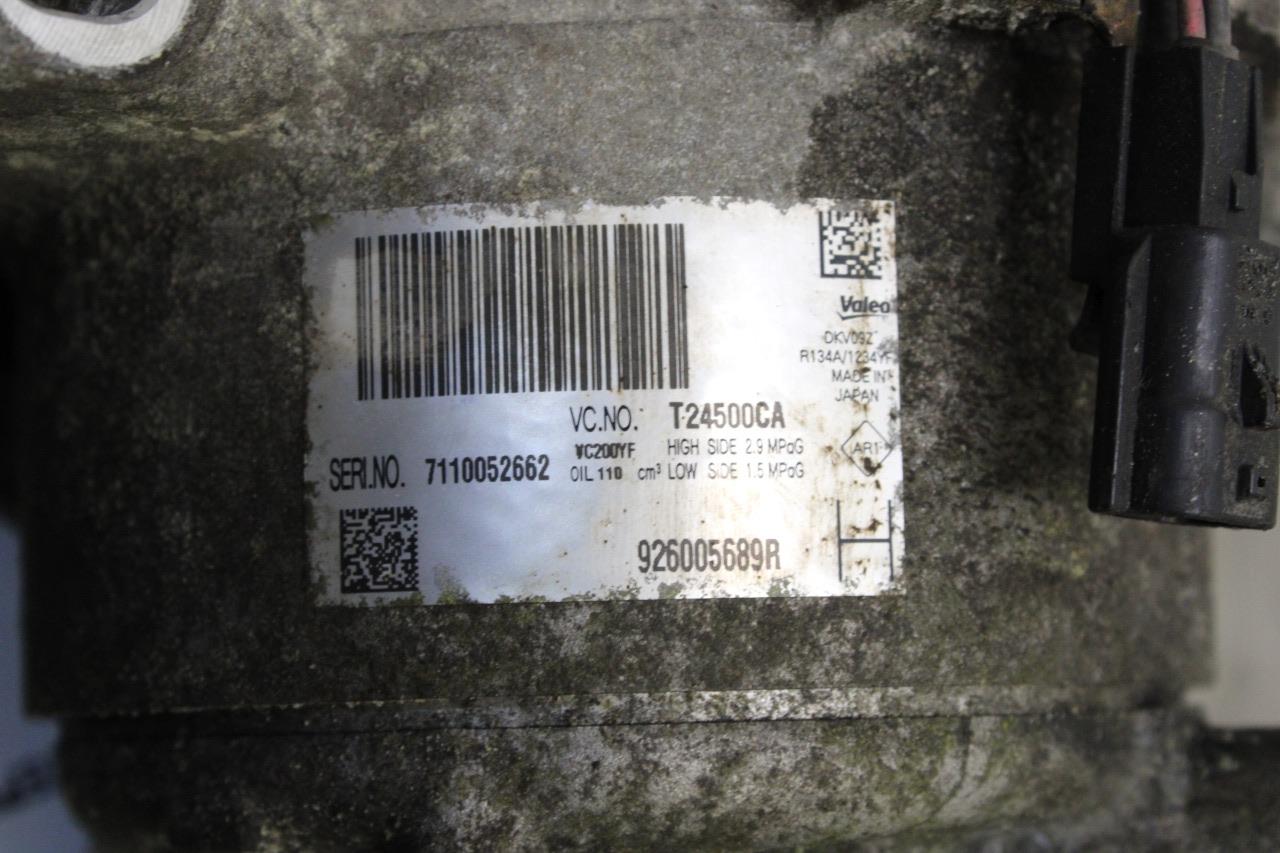 Valeo
DKV09Z
R134A/1234YF
MADE IN
JAPAN
VC.NO. T24500CA
VC200YF HIGH SIDE 2.9 MPaG
SERI.NO. 7110052662 OIL 110 cm³ LOW SIDE 1.5 MPaG
AR1
926005689R
H